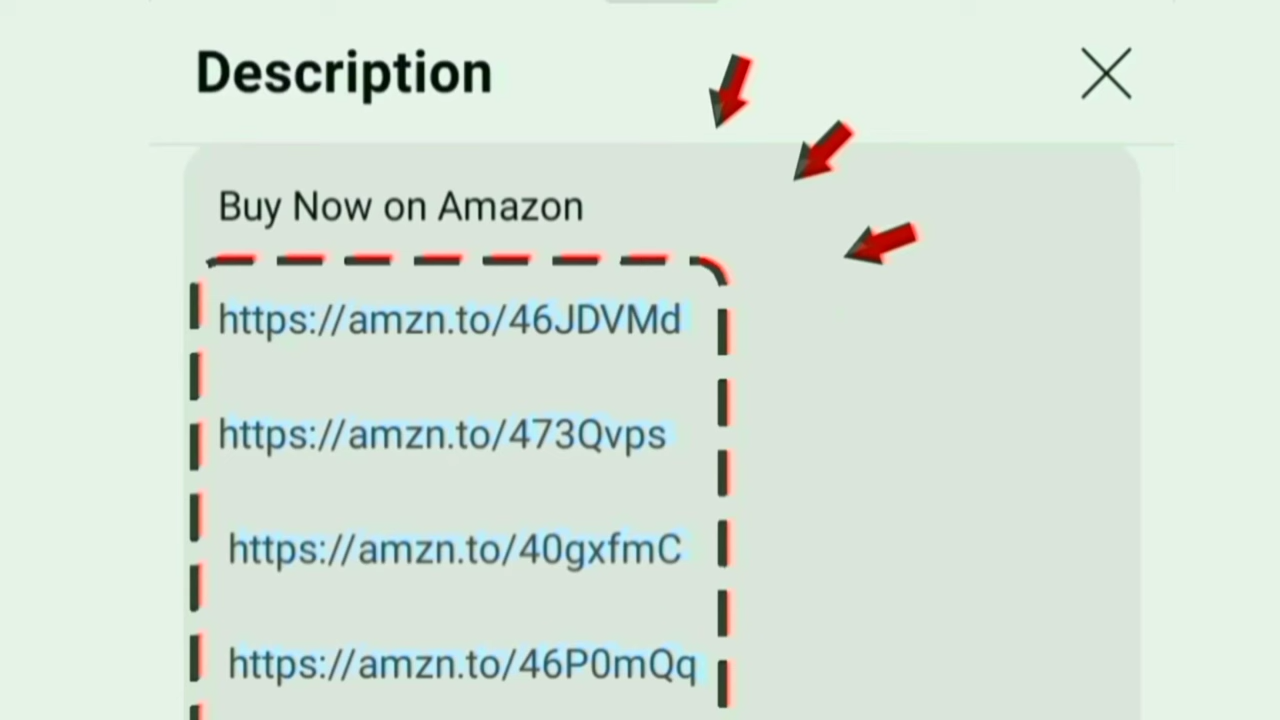 Description
Buy Now on Amazon
https://amzn.to/46JDVMd
https://amzn.to/473Qvps
https://amzn.to/40gxfmC
https://amzn.to/46P0mQq